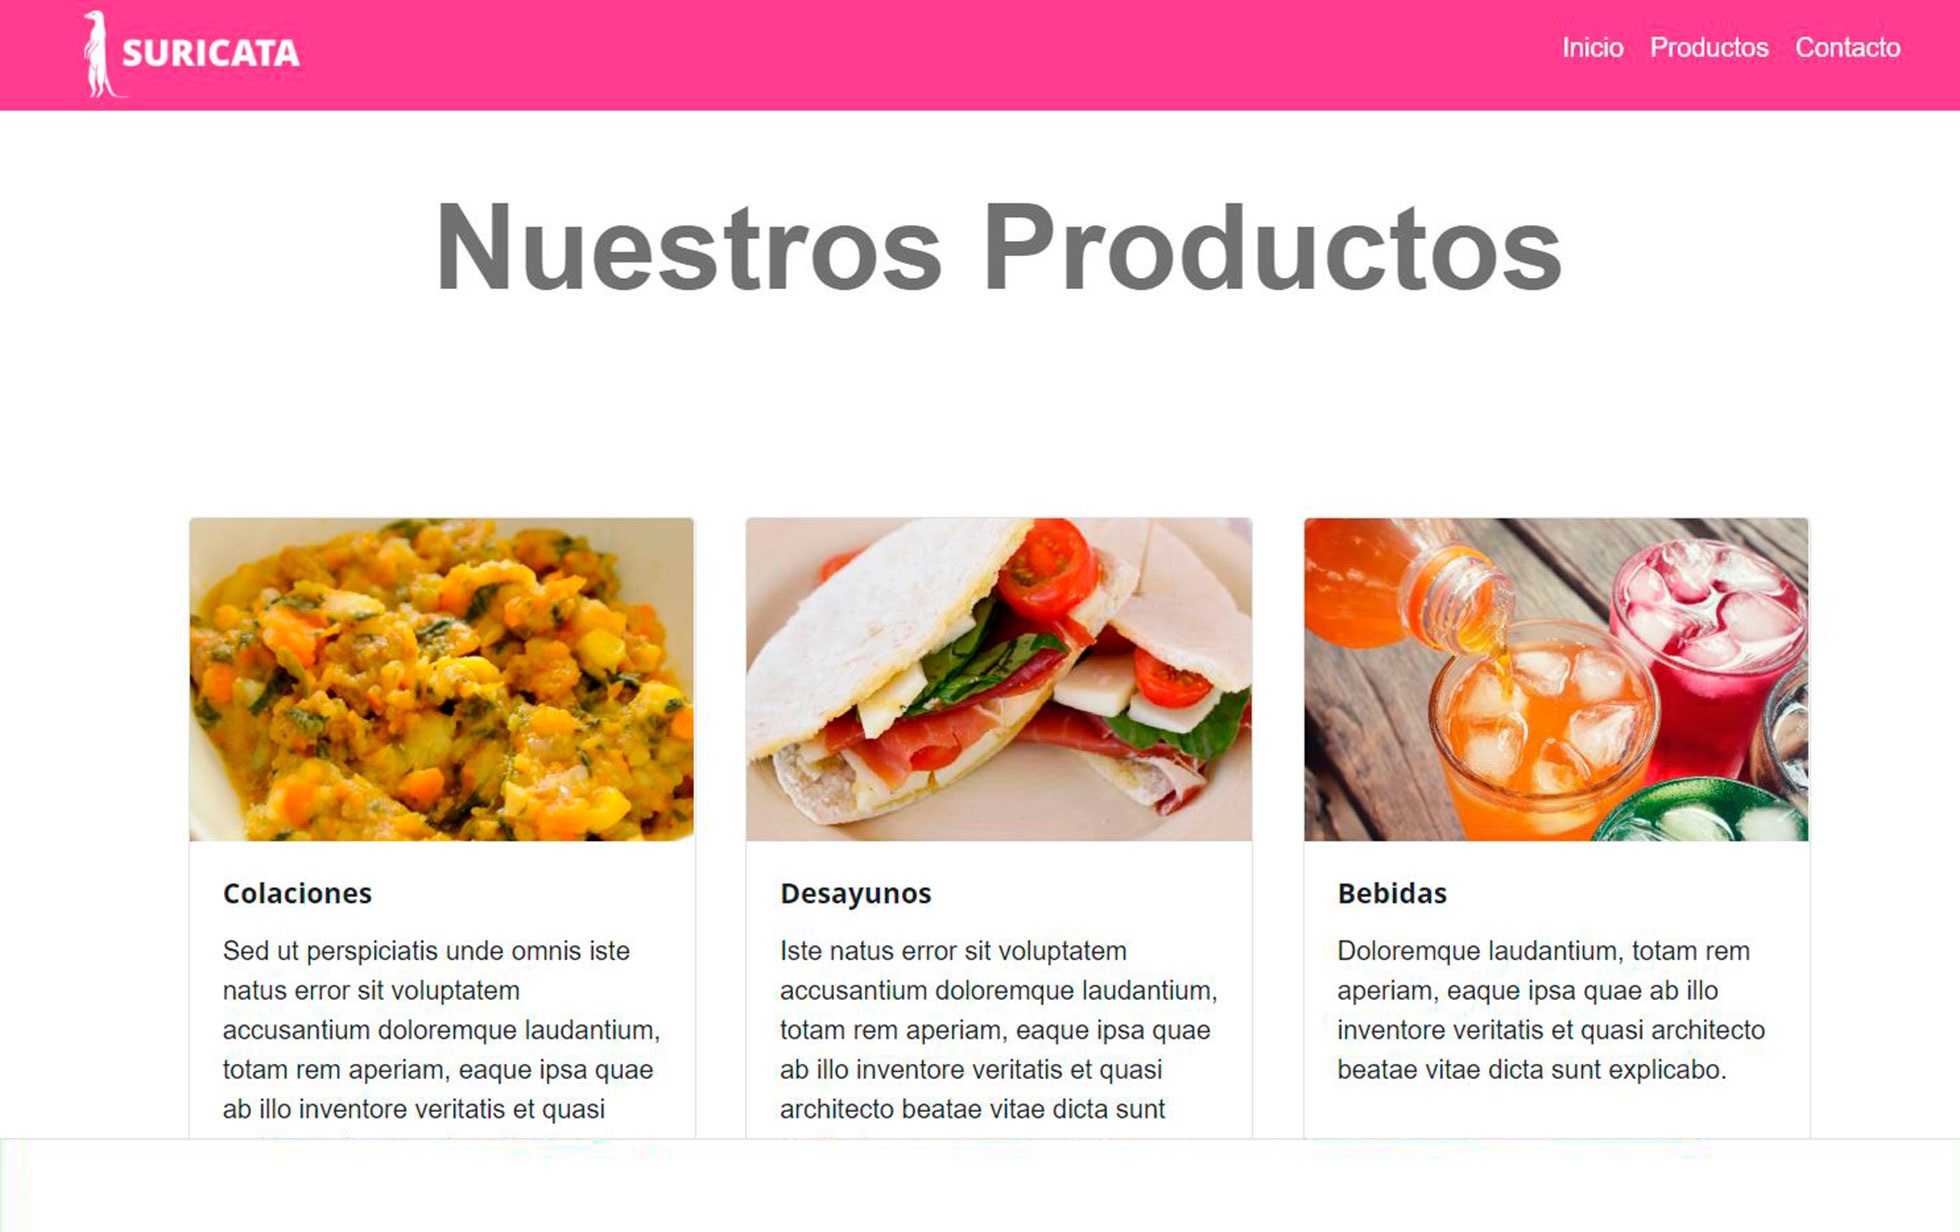 SURICATA
Inicio Productos Contacto
Nuestros Productos
Colaciones
Sed ut perspiciatis unde omnis iste
natus error sit voluptatem
accusantium doloremque laudantium,
totam rem aperiam, eaque ipsa quae
ab illo inventore veritatis et quasi
Desayunos
Iste natus error sit voluptatem
accusantium doloremque laudantium,
totam rem aperiam, eaque ipsa quae
ab illo inventore veritatis et quasi
architecto beatae vitae dicta sunt
Bebidas
Doloremque laudantium, totam rem
aperiam, eaque ipsa quae ab illo
inventore veritatis et quasi architecto
beatae vitae dicta sunt explicabo.